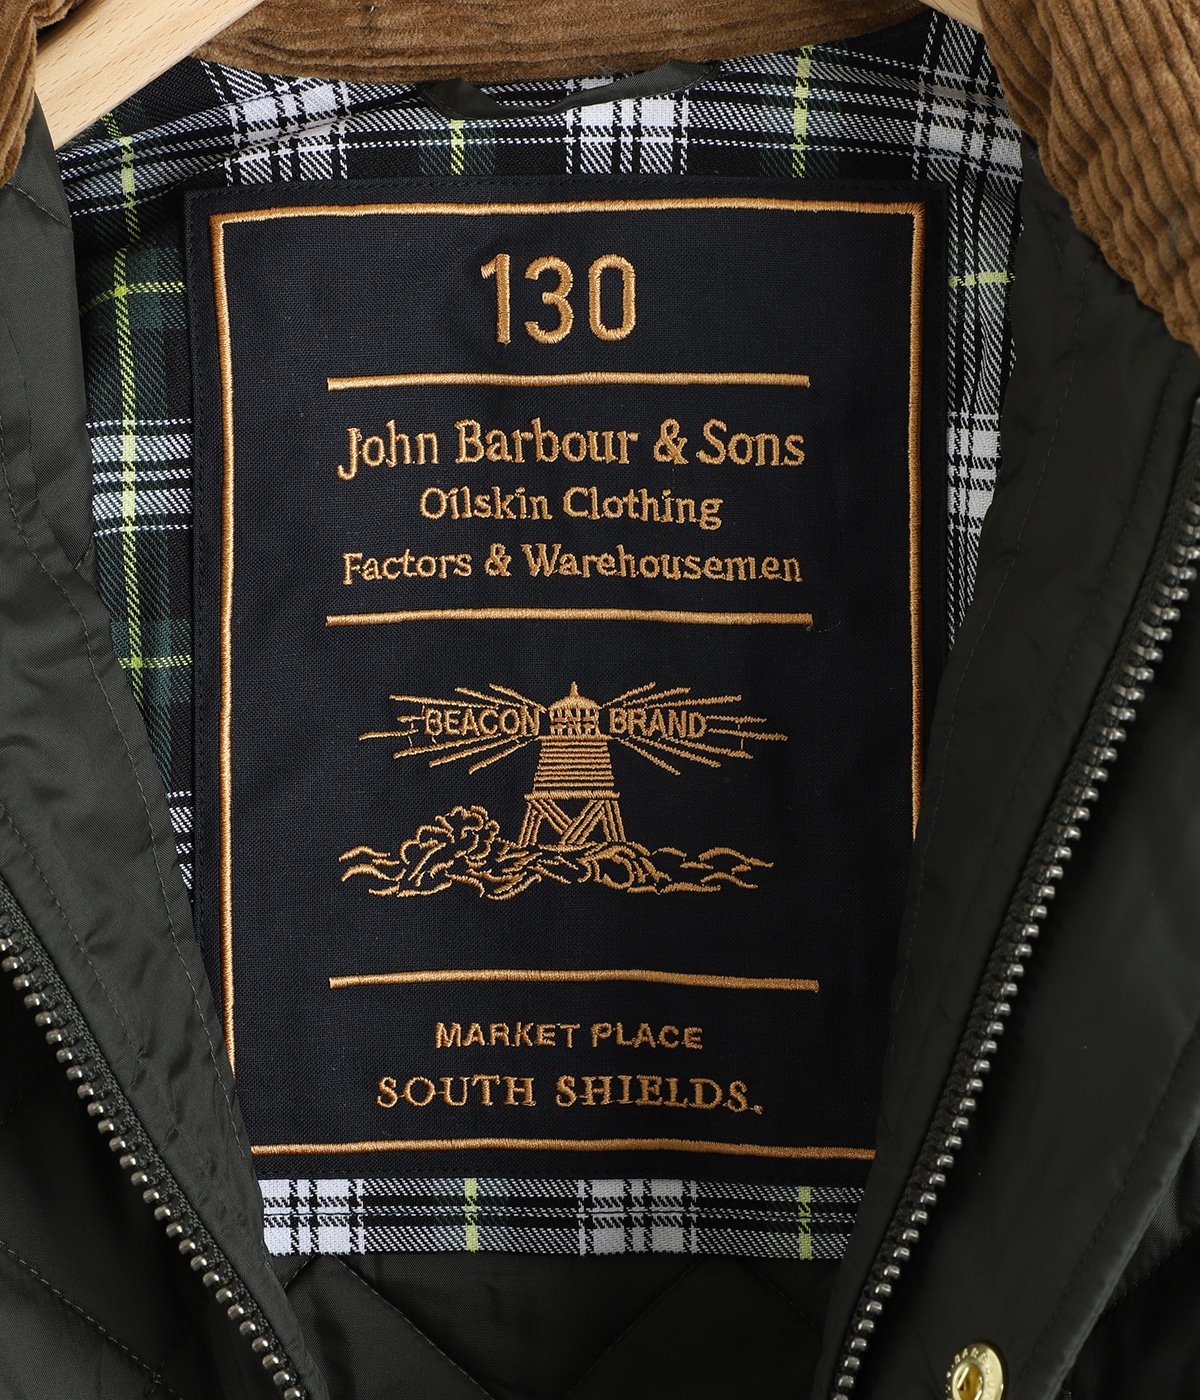 130
John Barbour & Sons
Oilskin Clothing
Factors & Warehousemen
BEACON BRAND
MARKET PLACE
SOUTH SHIELDS.